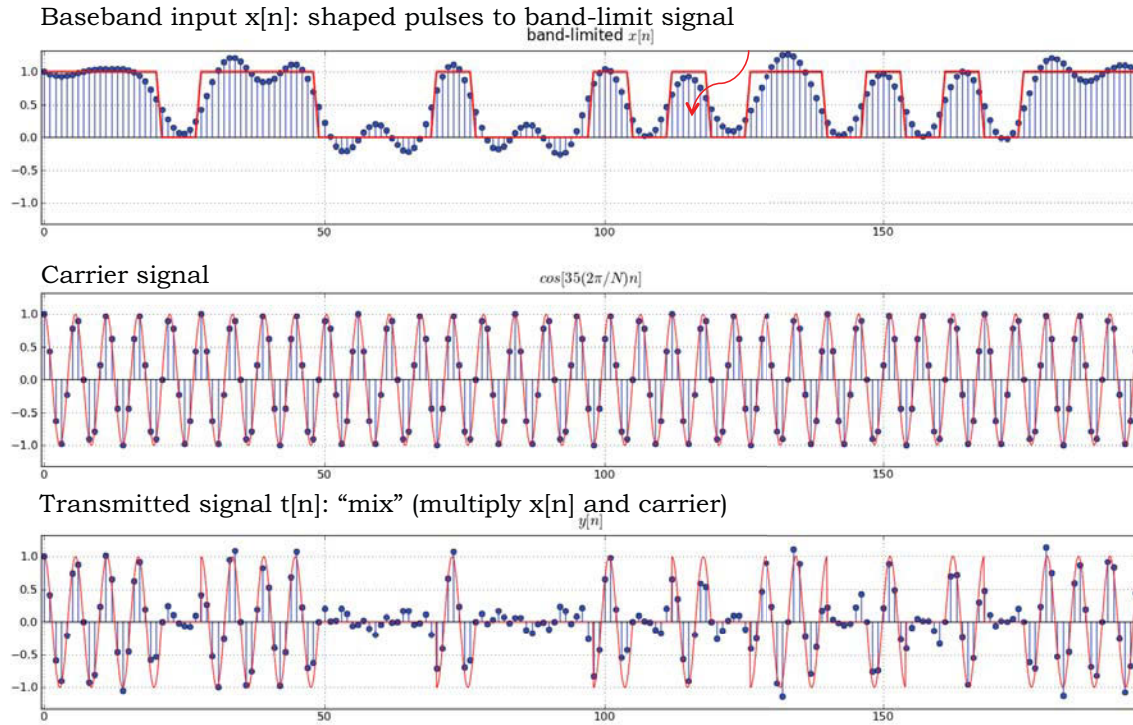 Baseband input x[n]: shaped pulses to band-limit signal
band-limited x[n]
1.0
0.5
0.0
−0.5
−1.0
0 50 100 150
Carrier signal
cos[35(2π/N)n]
1.0
0.5
0.0
−0.5
−1.0
0 50 100 150
Transmitted signal t[n]: “mix” (multiply x[n] and carrier)
y[n]
1.0
0.5
0.0
−0.5
−1.0
0 50 100 150